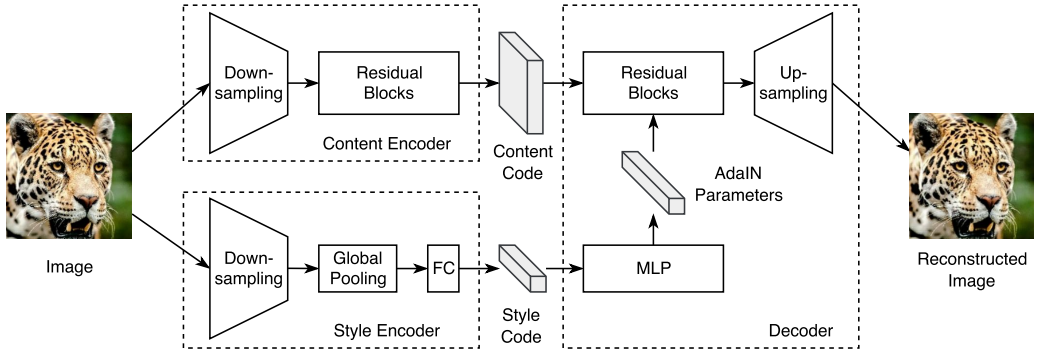 Down-
sampling
Residual
Blocks
Content Encoder
Content
Code
Residual
Blocks
Up-
sampling
AdaIN
Parameters
Image
Down-
sampling
Global
Pooling
FC
Style Encoder
Style
Code
MLP
Decoder
Reconstructed
Image